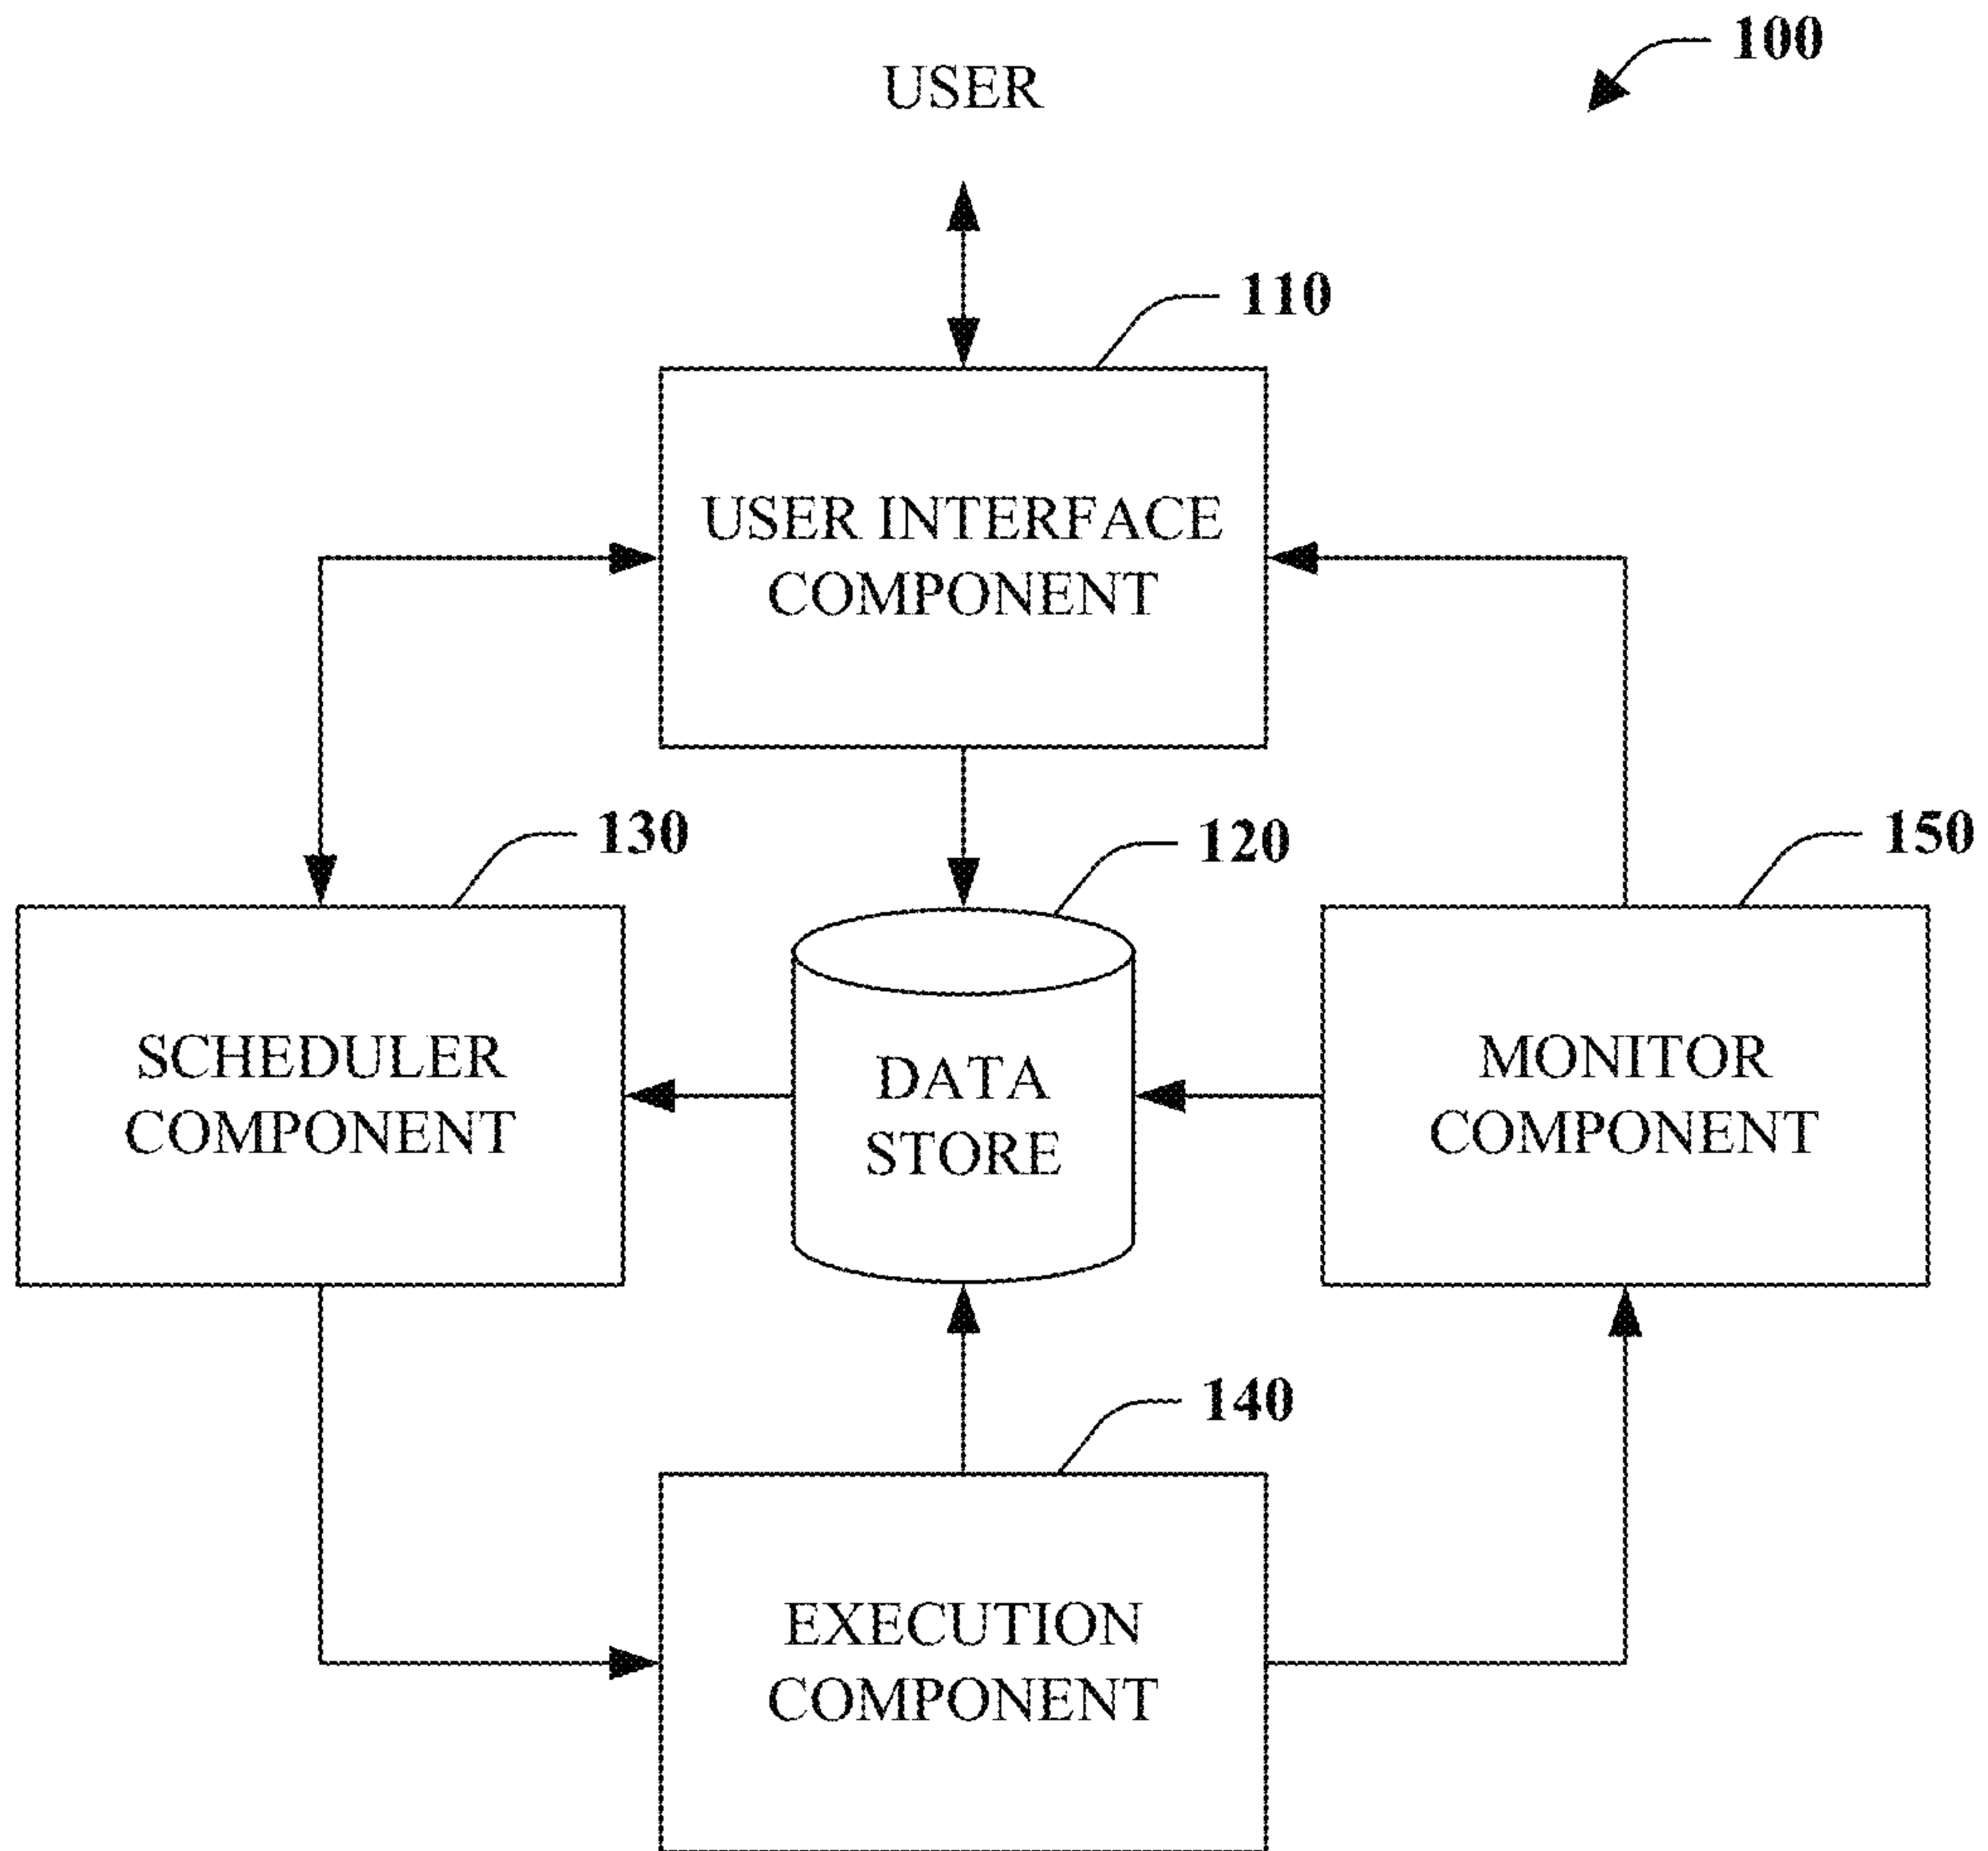 100
USER
110
USER INTERFACE
COMPONENT
130
120
150
SCHEDULER
COMPONENT
DATA
STORE
MONITOR
COMPONENT
140
EXECUTION
COMPONENT